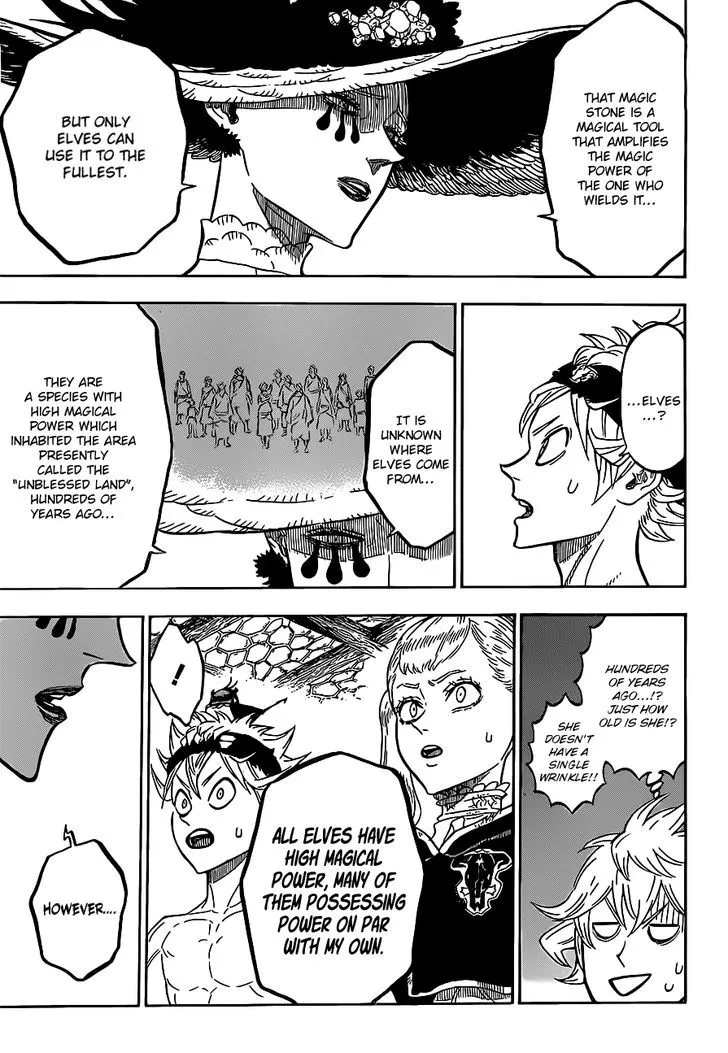 THAT MAGIC
STONE IS A
MAGICAL TOOL
THAT AMPLIFIES
THE MAGIC
POWER OF
THE ONE WHO
WIELDS IT...
BUT ONLY
ELVES CAN
USE IT TO THE
FULLEST.
...ELVES
...?
IT IS
UNKNOWN
WHERE
ELVES COME
FROM...
THEY ARE
A SPECIES WITH
HIGH MAGICAL
POWER WHICH
INHABITED THE AREA
PRESENTLY
CALLED THE
"UNBLESSED LAND",
HUNDREDS OF
YEARS AGO...
HUNDREDS
OF YEARS
AGO...!?
JUST HOW
OLD IS SHE!?
SHE
DOESN'T
HAVE A
SINGLE
WRINKLE!!
!
ALL ELVES HAVE
HIGH MAGICAL
POWER, MANY OF
THEM POSSESSING
POWER ON PAR
WITH MY OWN.
HOWEVER....